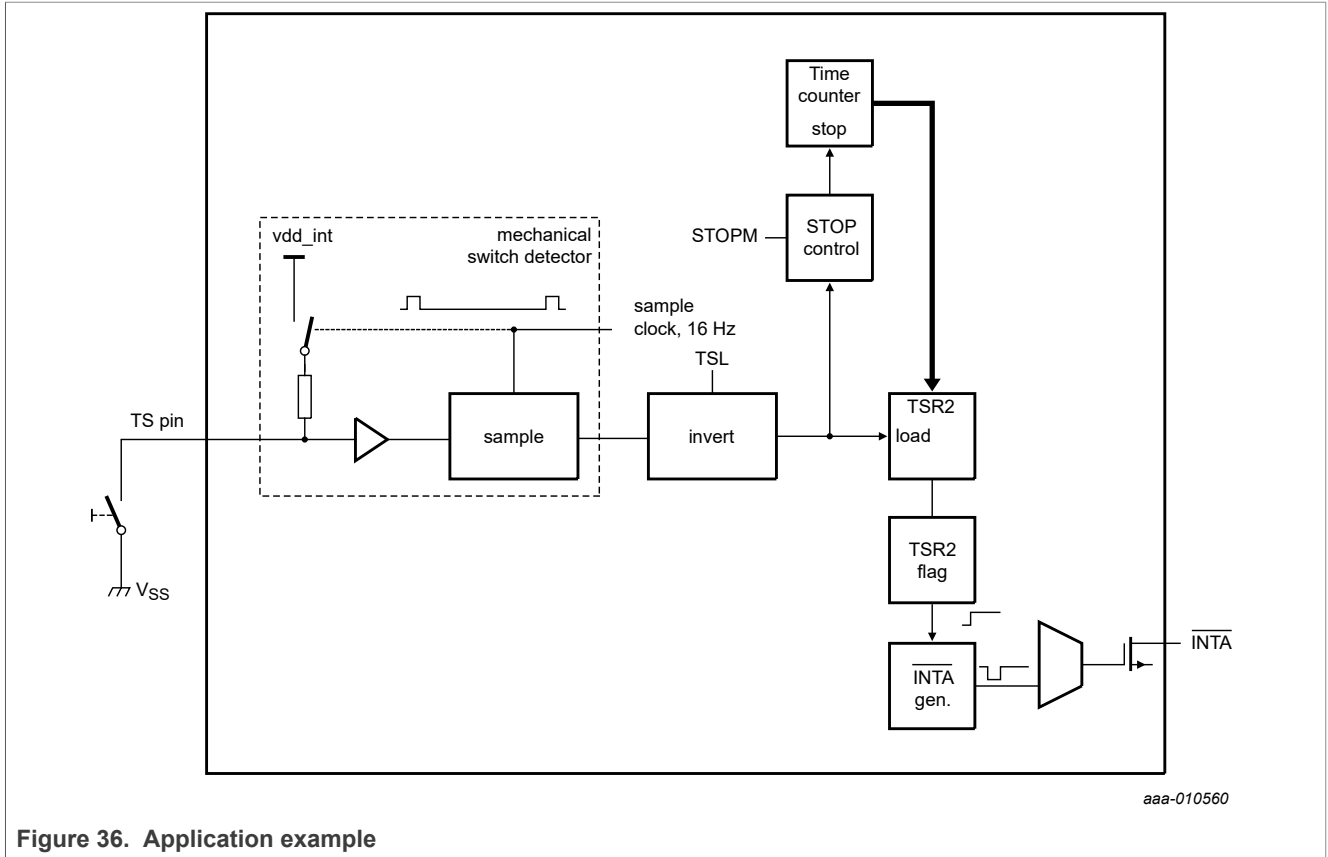 Time
counter
stop
STOPM
STOP
control
vdd_int
mechanical
switch detector
sample
clock, 16 Hz
TSL
TS pin
sample
invert
TSR2
load
VSS
TSR2
flag
INTA
gen.
INTA
aaa-010560
Figure 36. Application example